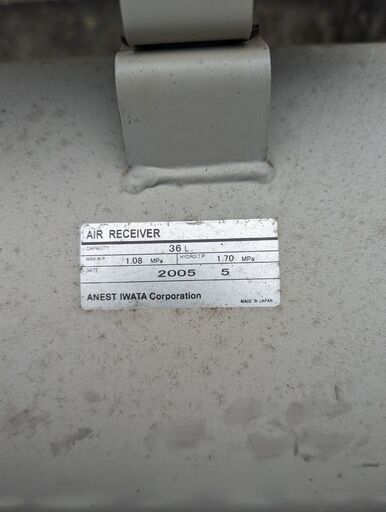 AIR RECEIVER
CAPACITY 36 L.
MAX.W.P. 1.08 MPa HYDRO.T.P. 1.70 MPa
DATE 2005 5
ANEST IWATA Corporation MADE IN JAPAN